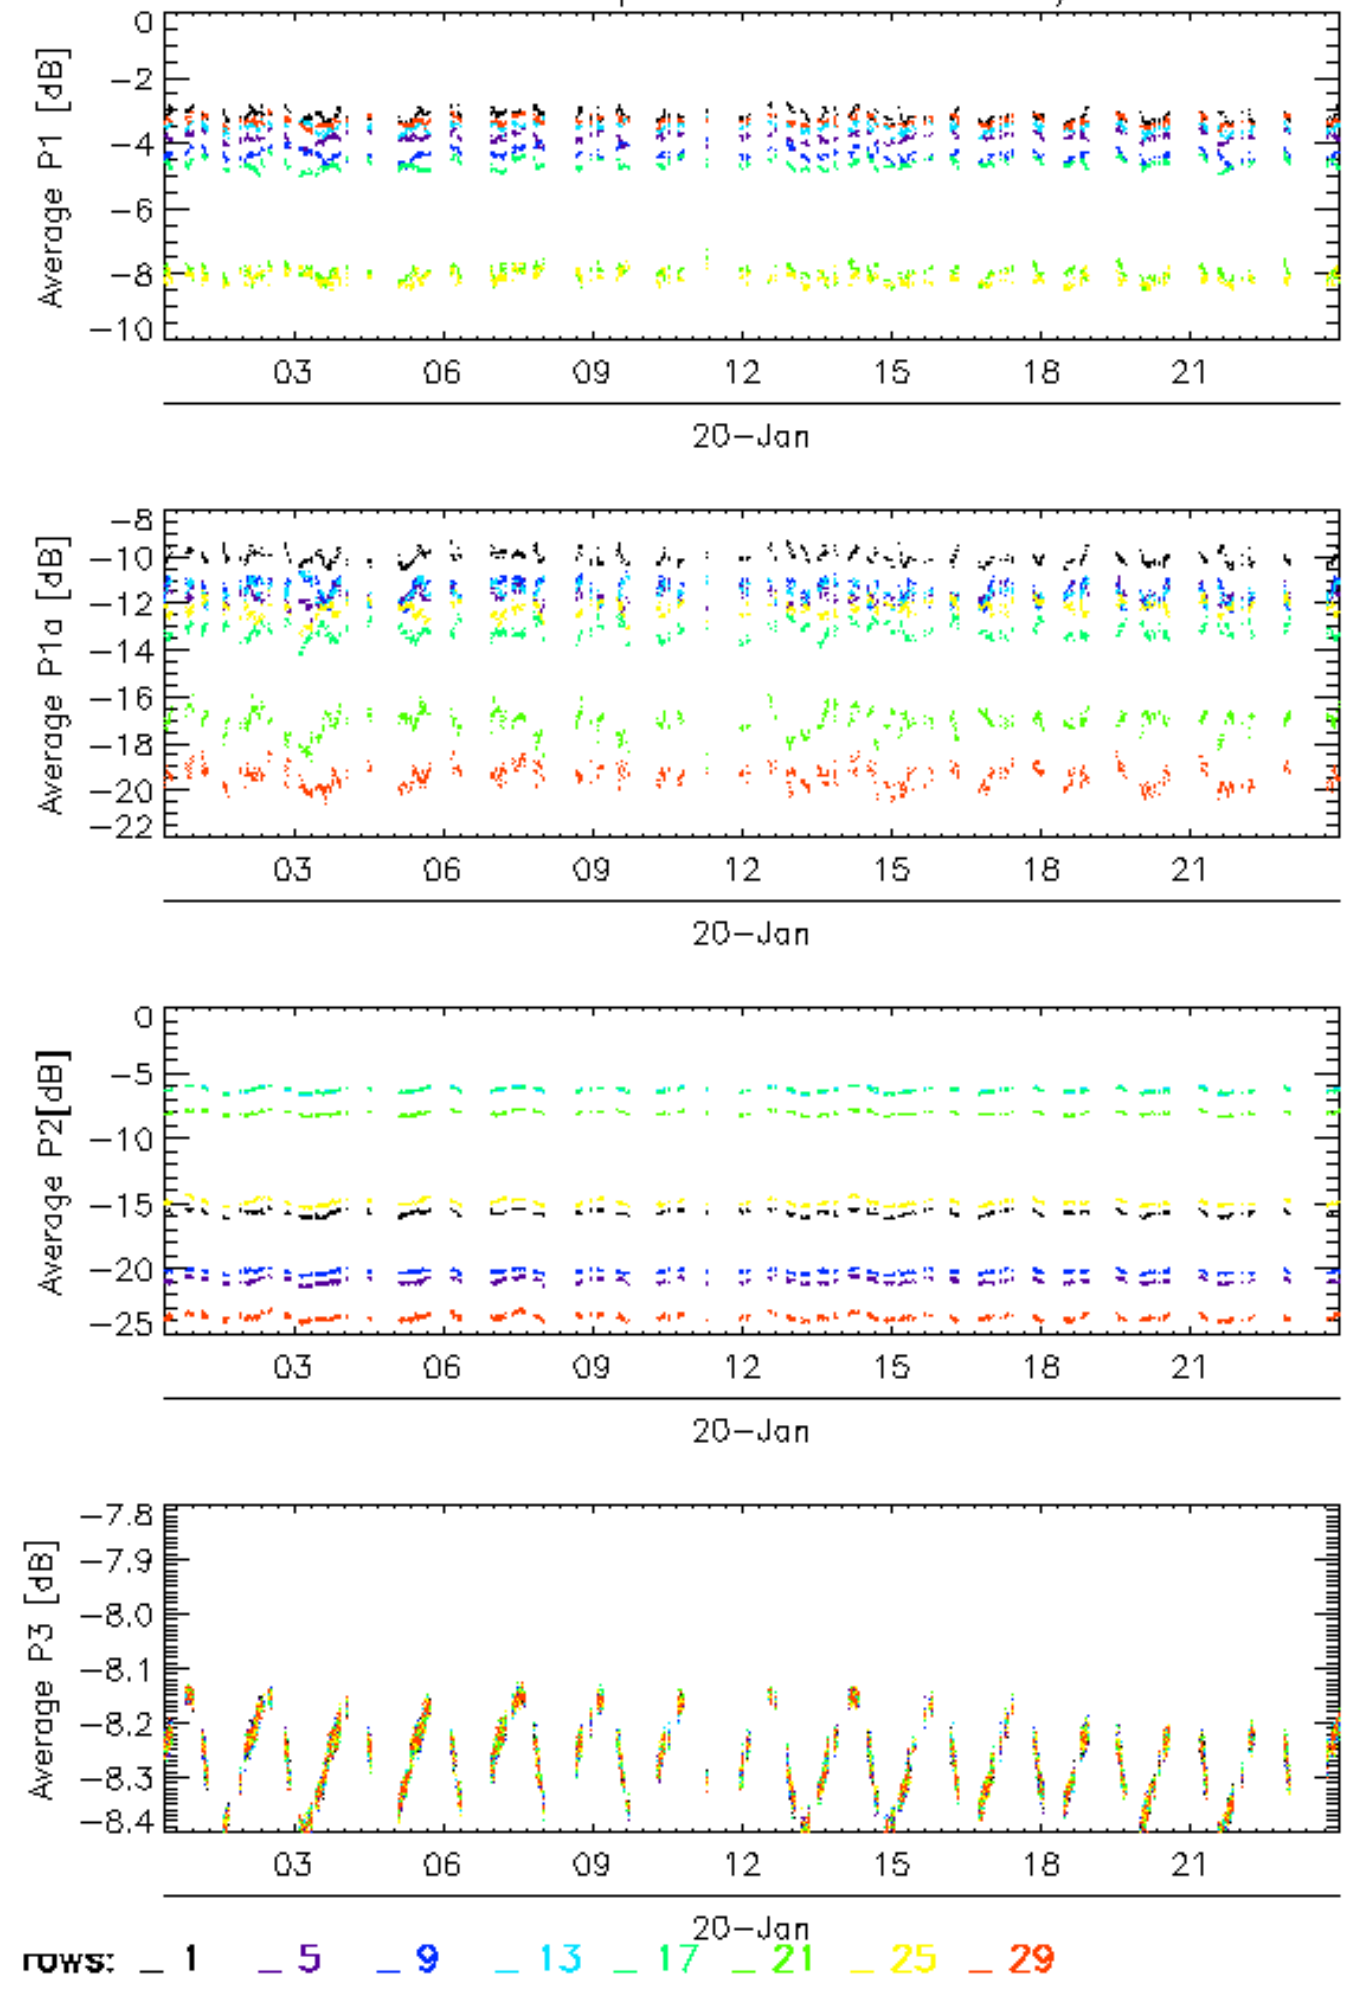 0
−2
−4
−6
−8
−10
Average P1 [dB]
03 06 09 12 15 18 21
20−Jan
−8
−10
−12
−14
−16
−18
−20
−22
Average P1a [dB]
03 06 09 12 15 18 21
20−Jan
0
−5
−10
−15
−20
−25
Average P2[dB]
03 06 09 12 15 18 21
20−Jan
−7.8
−7.9
−8.0
−8.1
−8.2
−8.3
−8.4
Average P3 [dB]
03 06 09 12 15 18 21
20−Jan
rows: _ 1 _ 5 _ 9 _ 13 _ 17 _ 21 _ 25 _ 29